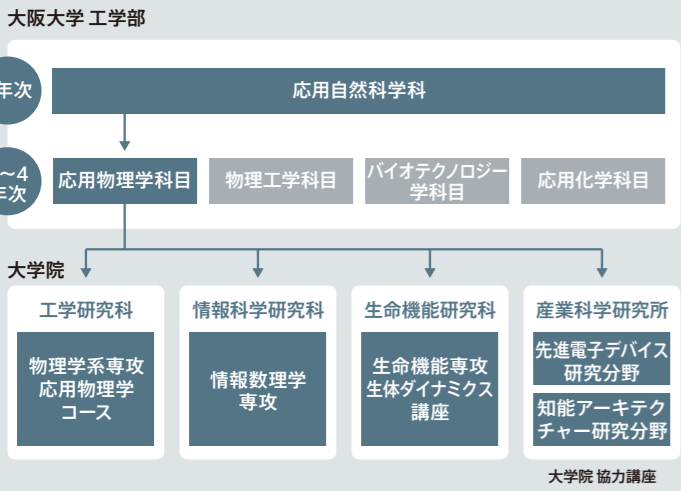 大阪大学 工学部
年次
応用自然科学科
～4
年次
応用物理学科目
物理工学科目
バイオテクノロジー
学科目
応用化学科目
大学院
工学研究科
物理学系専攻
応用物理学
コース
情報科学研究科
情報数理学
専攻
生命機能研究科
生命機能専攻
生体ダイナミクス
講座
産業科学研究所
先進電子デバイス
研究分野
知能アーキテク
チャー研究分野
大学院 協力講座